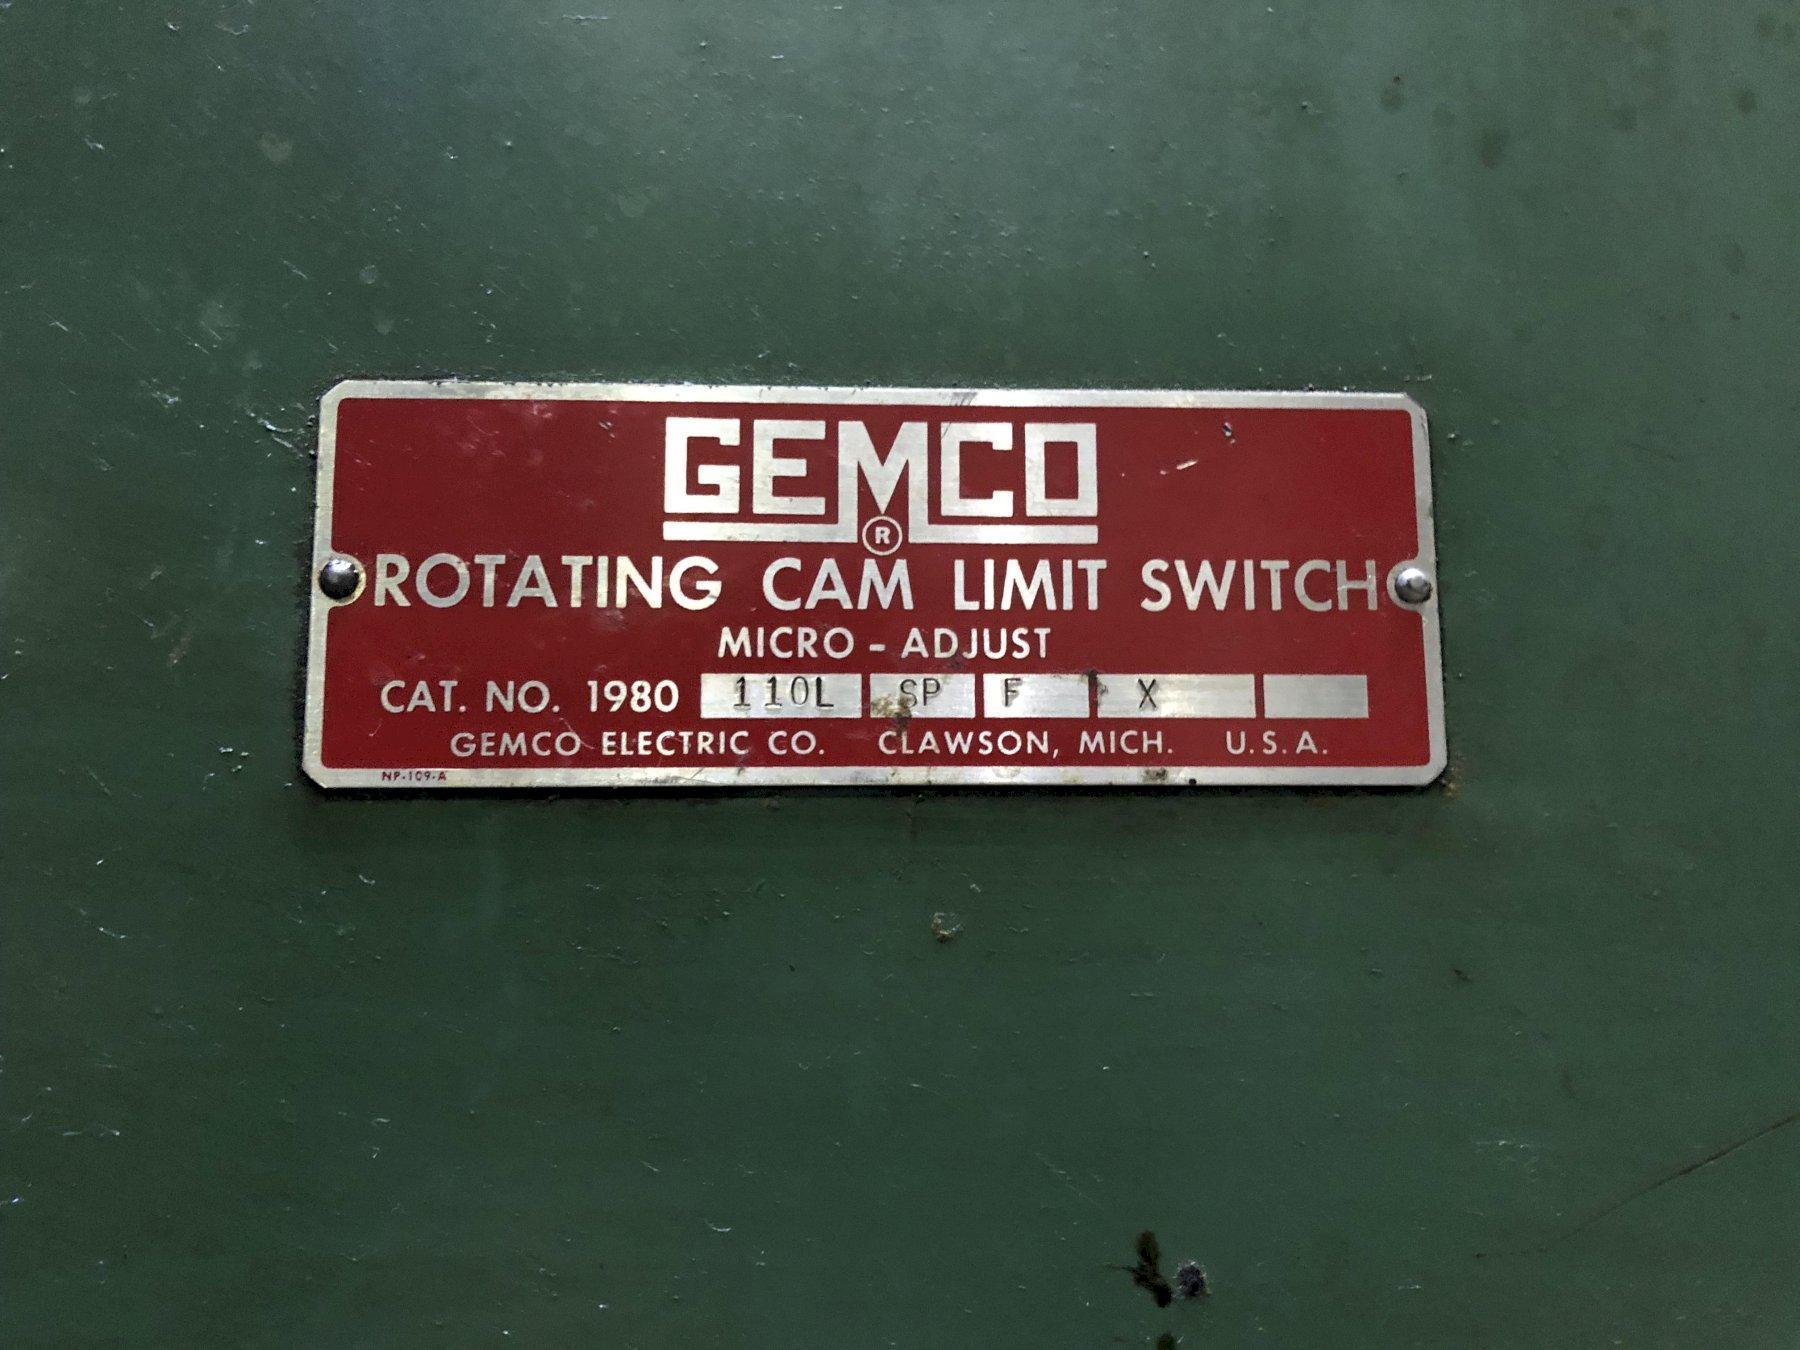 GEMCO
®
ROTATING CAM LIMIT SWITCH
MICRO - ADJUST
CAT. NO. 1980 110L SP F X
GEMCO ELECTRIC CO. CLAWSON, MICH. U.S.A.
NP-109-A